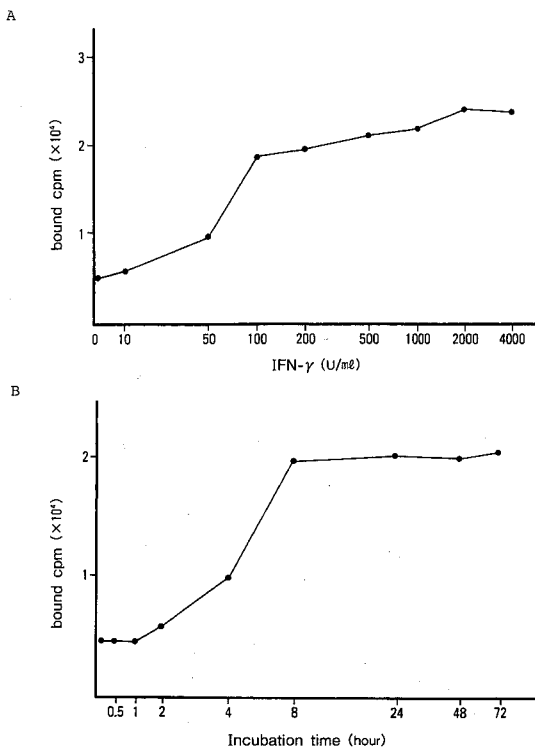 A
bound cpm (×10⁴)
3
2
1
0 10 50 100 200 500 1000 2000 4000
IFN-γ (U/mℓ)
B
bound cpm (×10⁴)
2
1
0.5 1 2 4 8 24 48 72
Incubation time (hour)